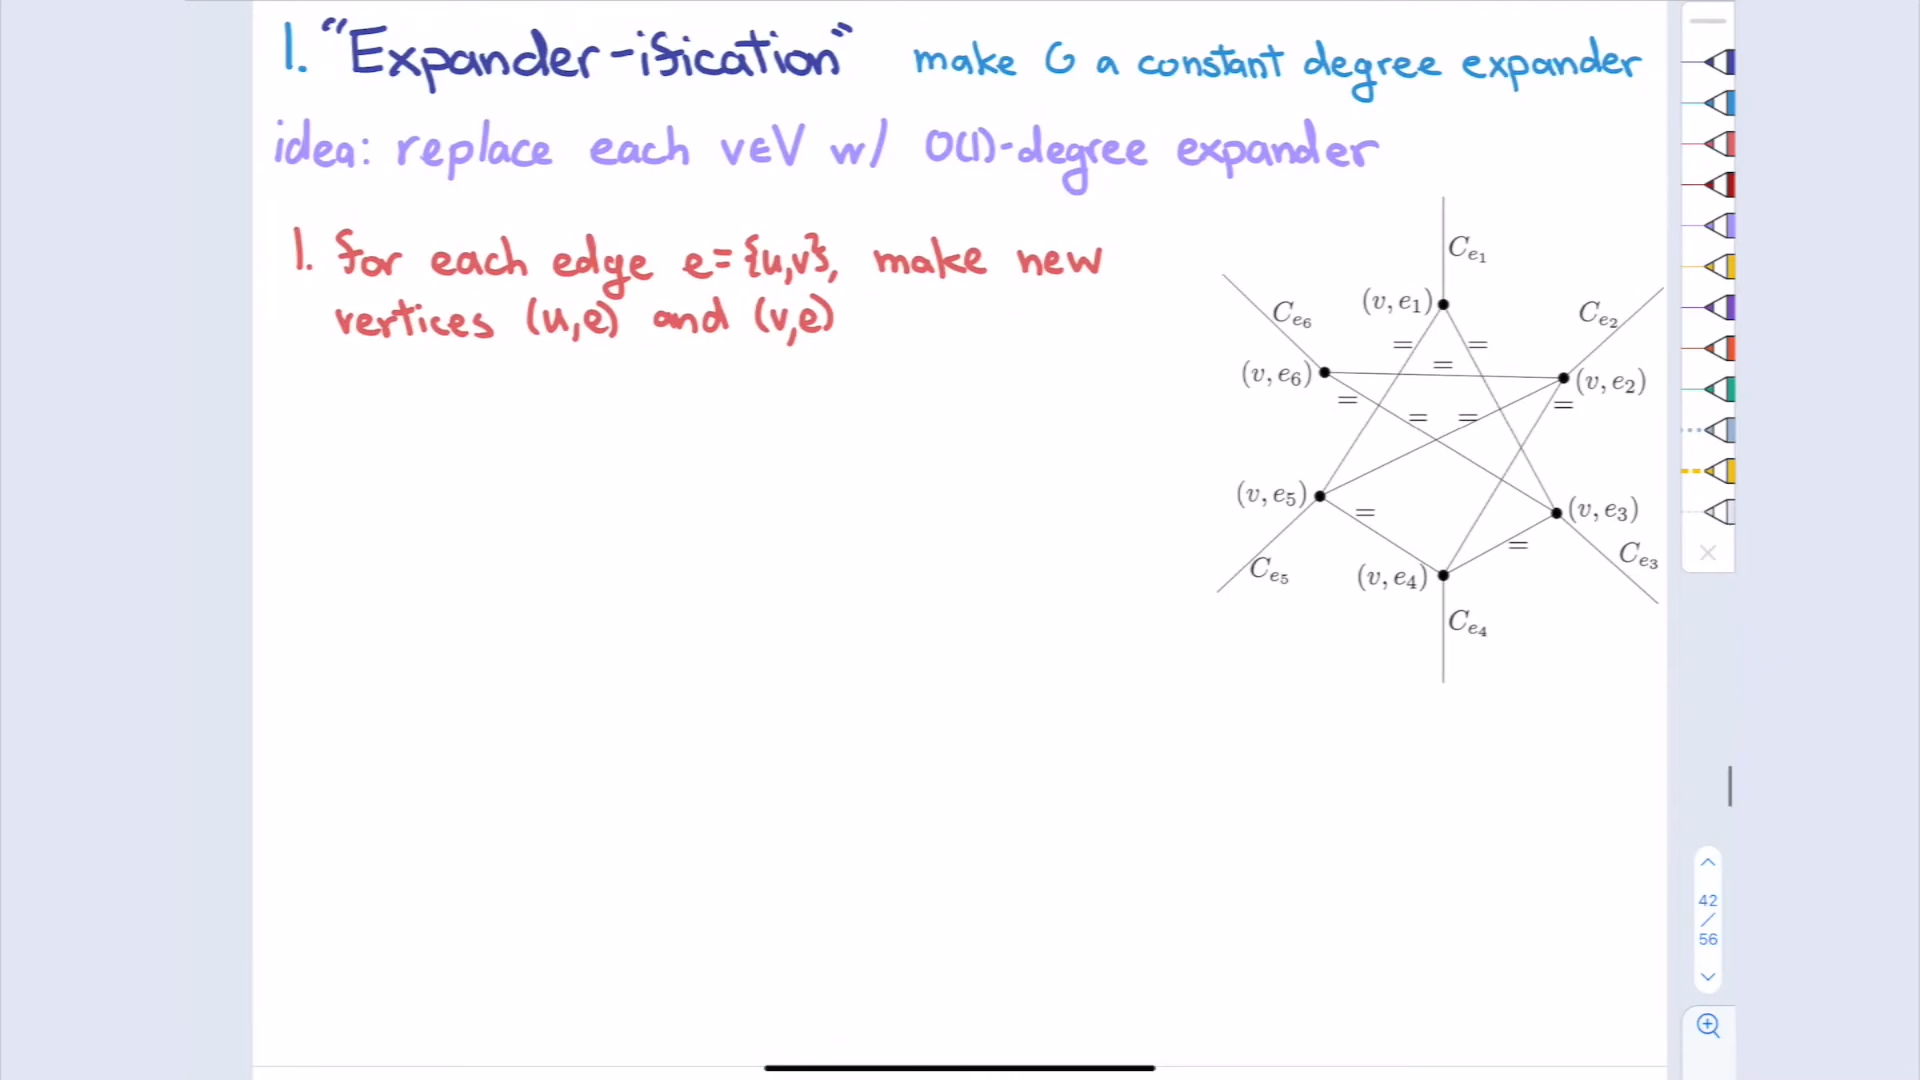 1. "Expander-ification" make G a constant degree expander
idea: replace each v∈V w/ O(1)-degree expander
1. for each edge e={u,v}, make new
vertices (u,e) and (v,e)
C_{e_1}
(v, e_1)
C_{e_6}
C_{e_2}
= =
=
(v, e_6)
(v, e_2)
= =
= =
(v, e_5)
(v, e_3)
=
=
C_{e_3}
C_{e_5}
(v, e_4)
C_{e_4}
42
/
56